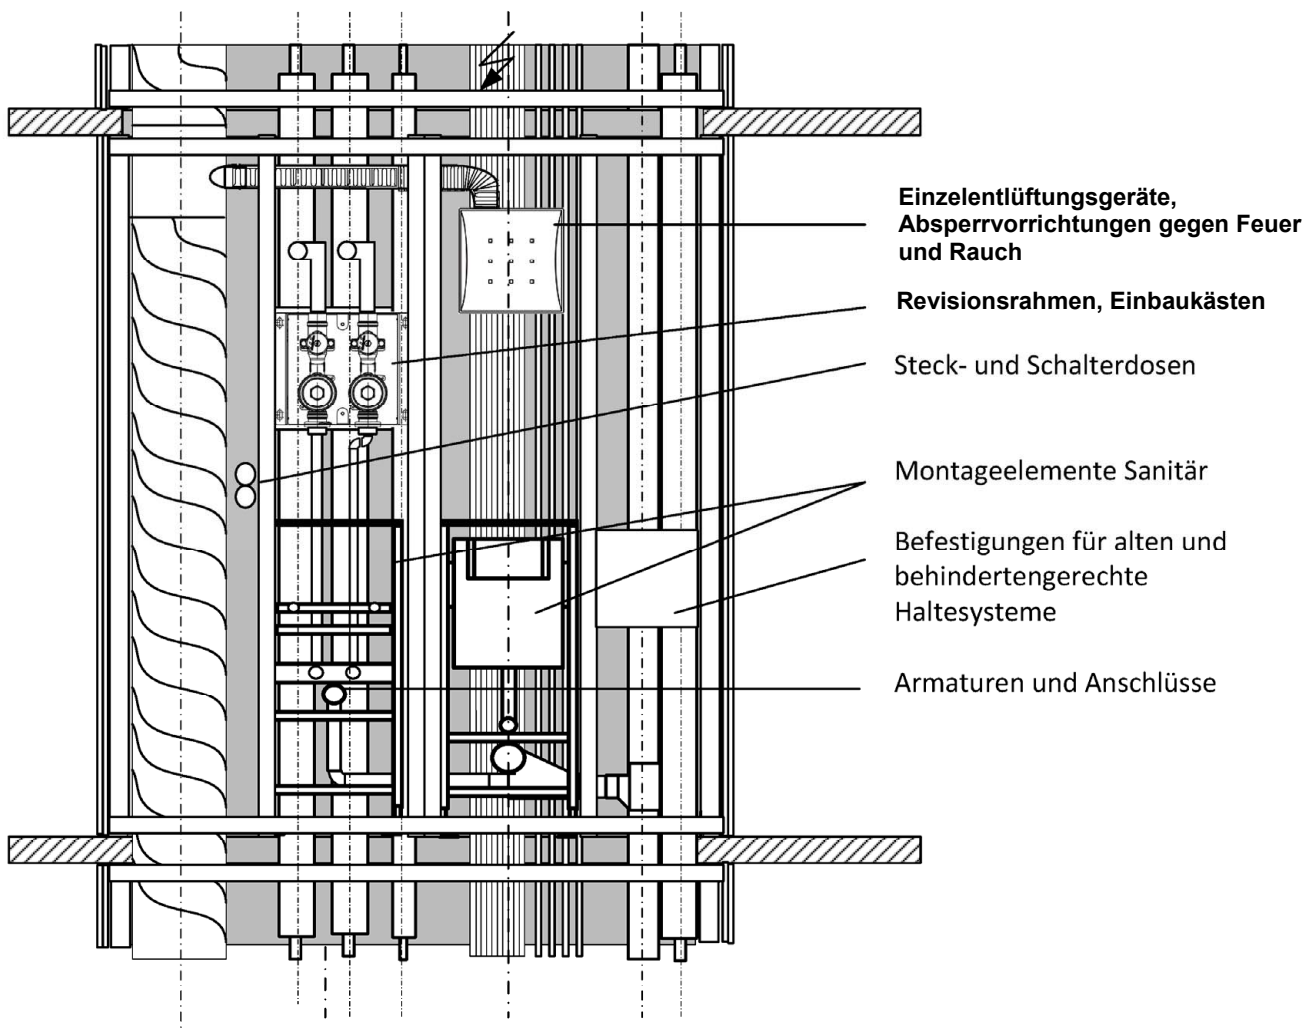 Einzelentlüftungsgeräte,
Absperrvorrichtungen gegen Feuer
und Rauch
Revisionsrahmen, Einbaukästen
Steck- und Schalterdosen
Montageelemente Sanitär
Befestigungen für alten und
behindertengerechte
Haltesysteme
Armaturen und Anschlüsse